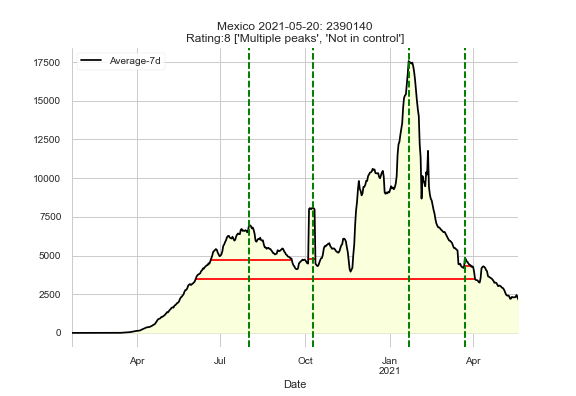 Mexico 2021-05-20: 2390140
Rating:8 ['Multiple peaks', 'Not in control']
Average-7d
17500
15000
12500
10000
7500
5000
2500
0
Apr
Jul
Oct
Jan
2021
Apr
Date